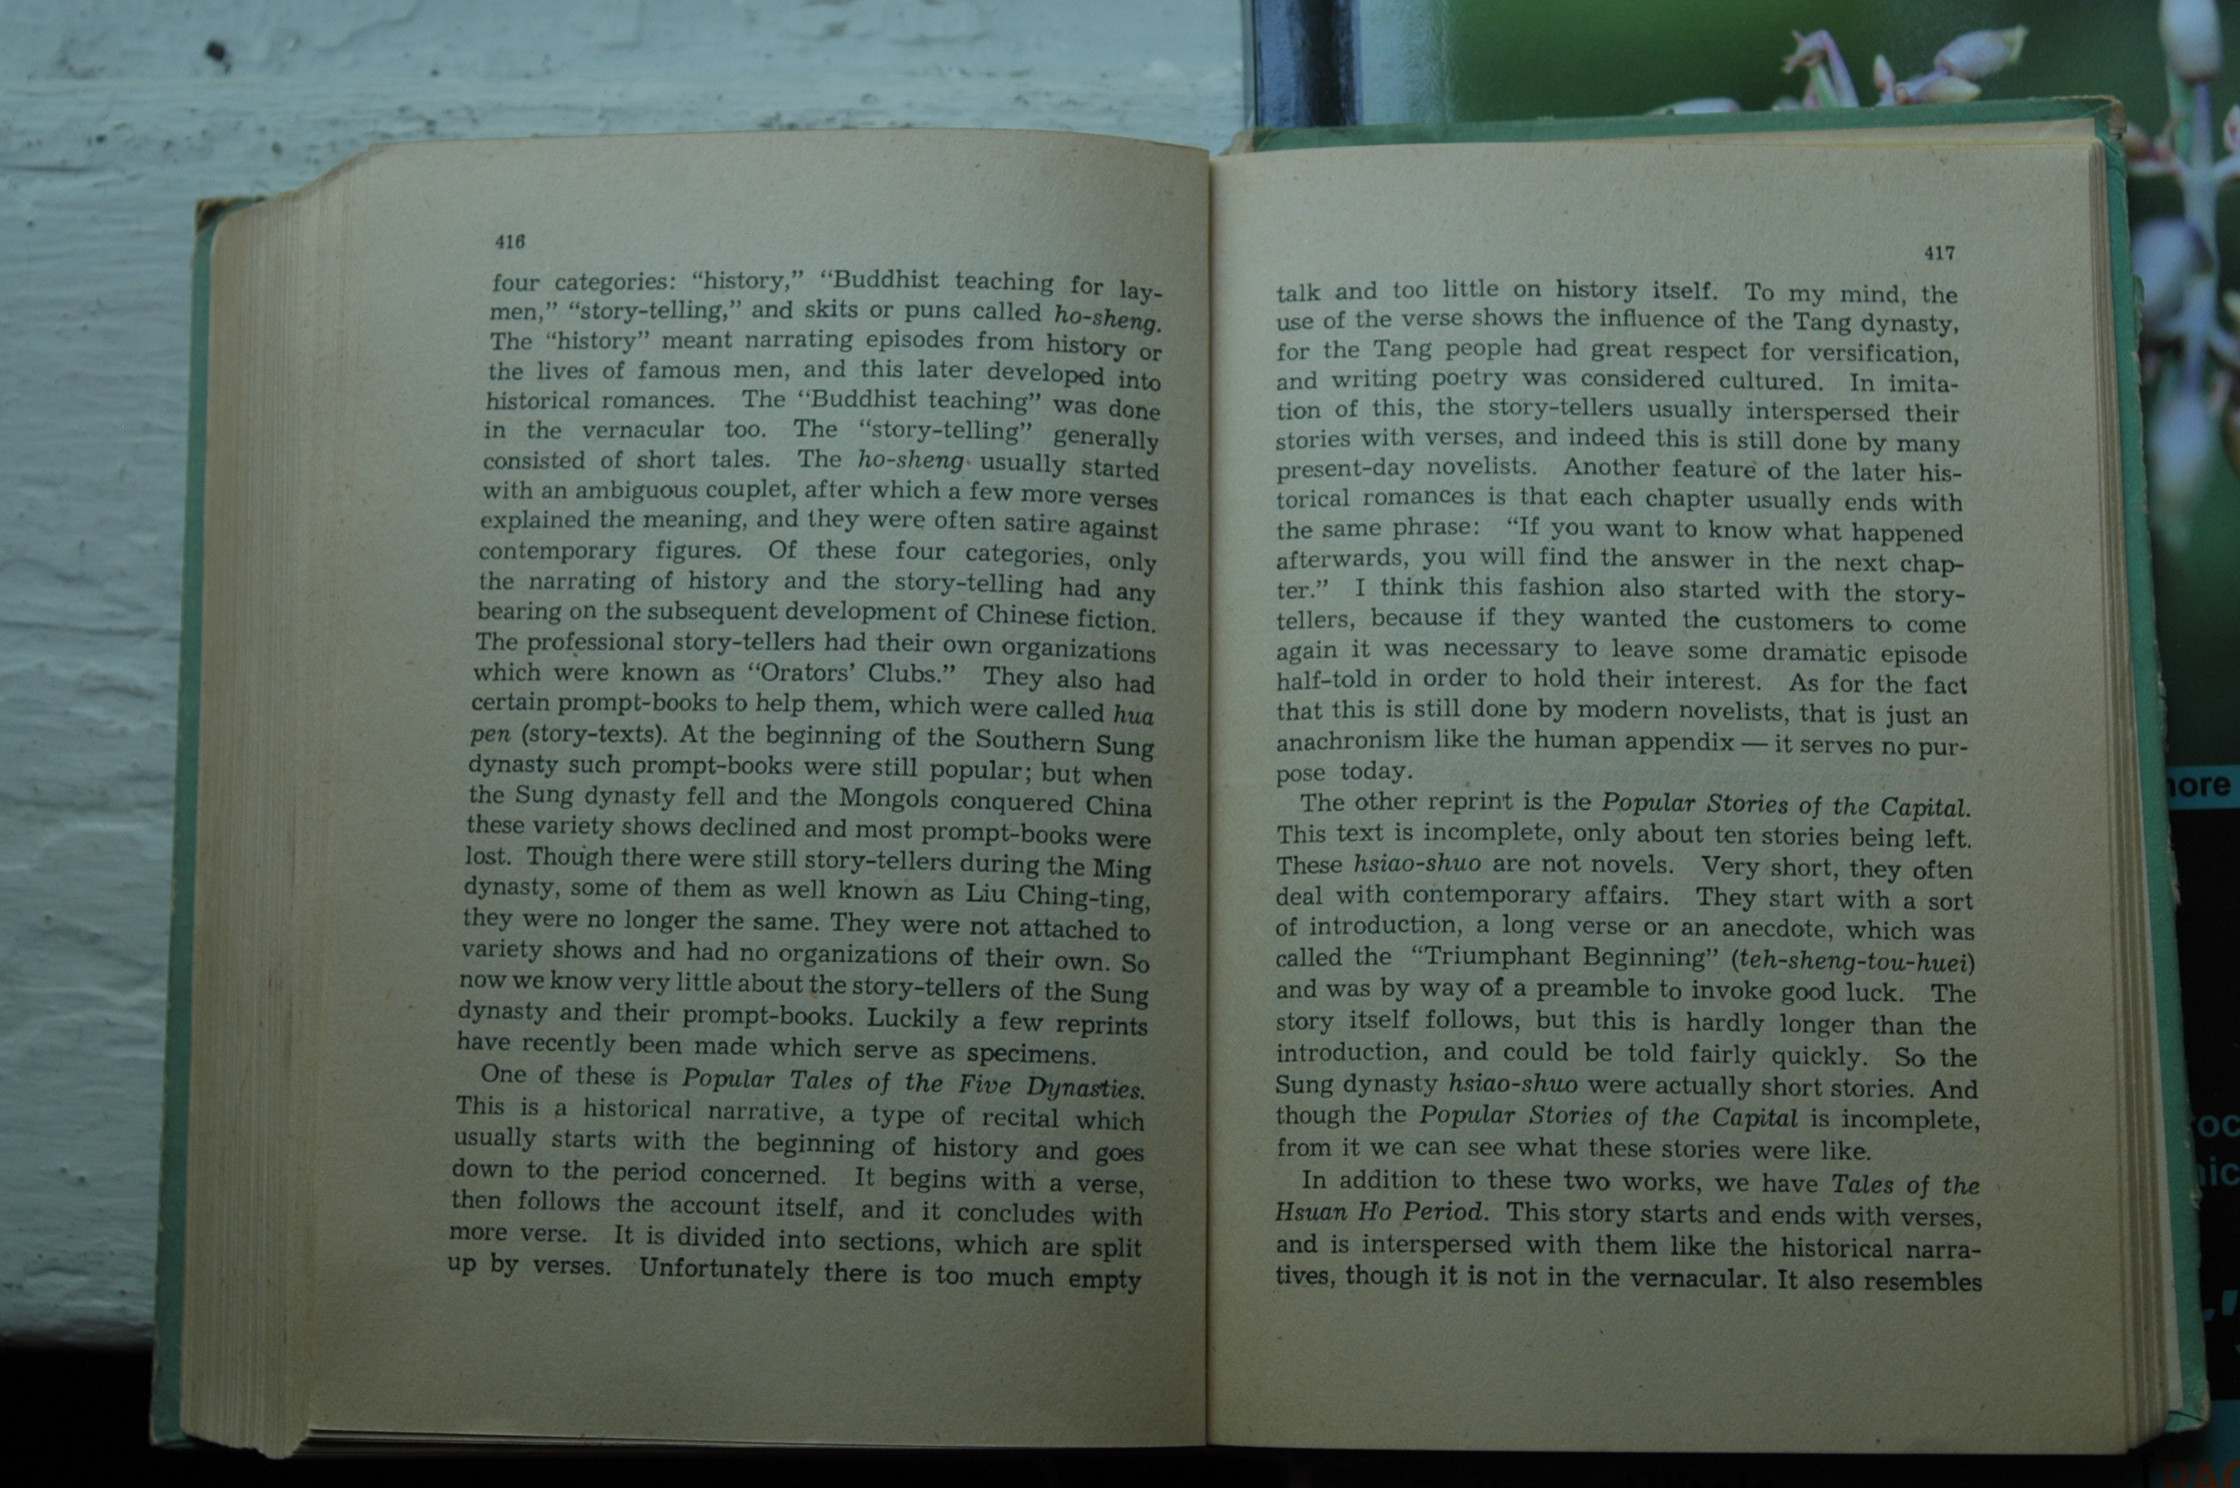 416
four categories: “history,” “Buddhist teaching for lay-
men,” “story-telling,” and skits or puns called ho-sheng.
The “history” meant narrating episodes from history or
the lives of famous men, and this later developed into
historical romances. The “Buddhist teaching” was done
in the vernacular too. The “story-telling” generally
consisted of short tales. The ho-sheng usually started
with an ambiguous couplet, after which a few more verses
explained the meaning, and they were often satire against
contemporary figures. Of these four categories, only
the narrating of history and the story-telling had any
bearing on the subsequent development of Chinese fiction.
The professional story-tellers had their own organizations
which were known as “Orators’ Clubs.” They also had
certain prompt-books to help them, which were called hua
pen (story-texts). At the beginning of the Southern Sung
dynasty such prompt-books were still popular; but when
the Sung dynasty fell and the Mongols conquered China
these variety shows declined and most prompt-books were
lost. Though there were still story-tellers during the Ming
dynasty, some of them as well known as Liu Ching-ting,
they were no longer the same. They were not attached to
variety shows and had no organizations of their own. So
now we know very little about the story-tellers of the Sung
dynasty and their prompt-books. Luckily a few reprints
have recently been made which serve as specimens.
One of these is Popular Tales of the Five Dynasties.
This is a historical narrative, a type of recital which
usually starts with the beginning of history and goes
down to the period concerned. It begins with a verse,
then follows the account itself, and it concludes with
more verse. It is divided into sections, which are split
up by verses. Unfortunately there is too much empty
417
talk and too little on history itself. To my mind, the
use of the verse shows the influence of the Tang dynasty,
for the Tang people had great respect for versification,
and writing poetry was considered cultured. In imita-
tion of this, the story-tellers usually interspersed their
stories with verses, and indeed this is still done by many
present-day novelists. Another feature of the later his-
torical romances is that each chapter usually ends with
the same phrase: “If you want to know what happened
afterwards, you will find the answer in the next chap-
ter.” I think this fashion also started with the story-
tellers, because if they wanted the customers to come
again it was necessary to leave some dramatic episode
half-told in order to hold their interest. As for the fact
that this is still done by modern novelists, that is just an
anachronism like the human appendix — it serves no pur-
pose today.
The other reprint is the Popular Stories of the Capital.
This text is incomplete, only about ten stories being left.
These hsiao-shuo are not novels. Very short, they often
deal with contemporary affairs. They start with a sort
of introduction, a long verse or an anecdote, which was
called the “Triumphant Beginning” (teh-sheng-tou-huei)
and was by way of a preamble to invoke good luck. The
story itself follows, but this is hardly longer than the
introduction, and could be told fairly quickly. So the
Sung dynasty hsiao-shuo were actually short stories. And
though the Popular Stories of the Capital is incomplete,
from it we can see what these stories were like.
In addition to these two works, we have Tales of the
Hsuan Ho Period. This story starts and ends with verses,
and is interspersed with them like the historical narra-
tives, though it is not in the vernacular. It also resembles